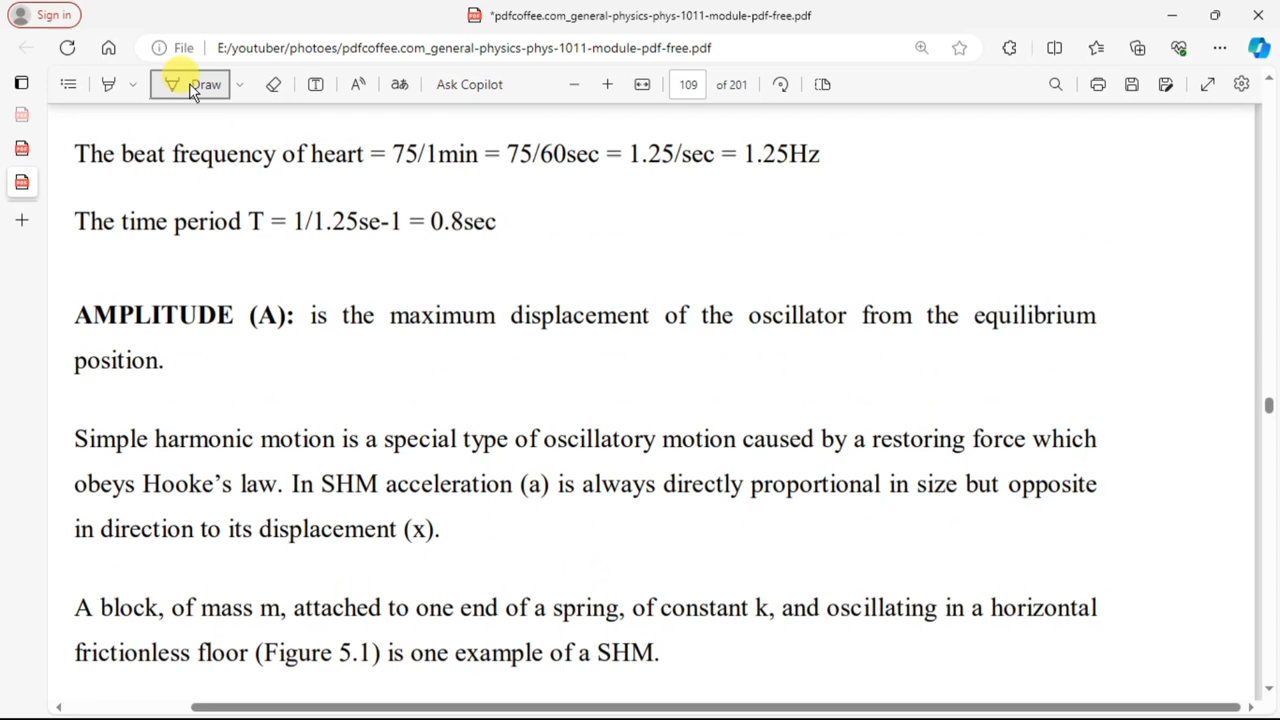 Sign in
*pdfcoffee.com_general-physics-phys-1011-module-pdf-free.pdf
File
E:/youtuber/photoes/pdfcoffee.com_general-physics-phys-1011-module-pdf-free.pdf
Draw
Ask Copilot
109 of 201
The beat frequency of heart = 75/1min = 75/60sec = 1.25/sec = 1.25Hz
The time period T = 1/1.25se-1 = 0.8sec
AMPLITUDE (A): is the maximum displacement of the oscillator from the equilibrium
position.
Simple harmonic motion is a special type of oscillatory motion caused by a restoring force which
obeys Hooke’s law. In SHM acceleration (a) is always directly proportional in size but opposite
in direction to its displacement (x).
A block, of mass m, attached to one end of a spring, of constant k, and oscillating in a horizontal
frictionless floor (Figure 5.1) is one example of a SHM.